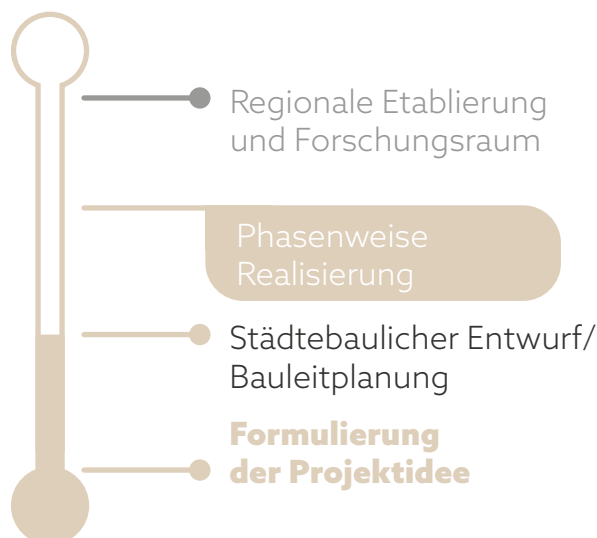 Regionale Etablierung
und Forschungsraum
Phasenweise
Realisierung
Städtebaulicher Entwurf/
Bauleitplanung
Formulierung
der Projektidee